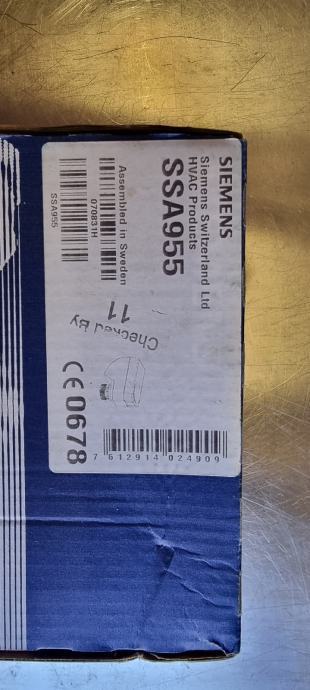 SIEMENS
Siemens Switzerland Ltd
HVAC Products
SSA955
Assembled in Sweden
070831H
SSA955
Checked By
11
CE 0678
7 612914 024909